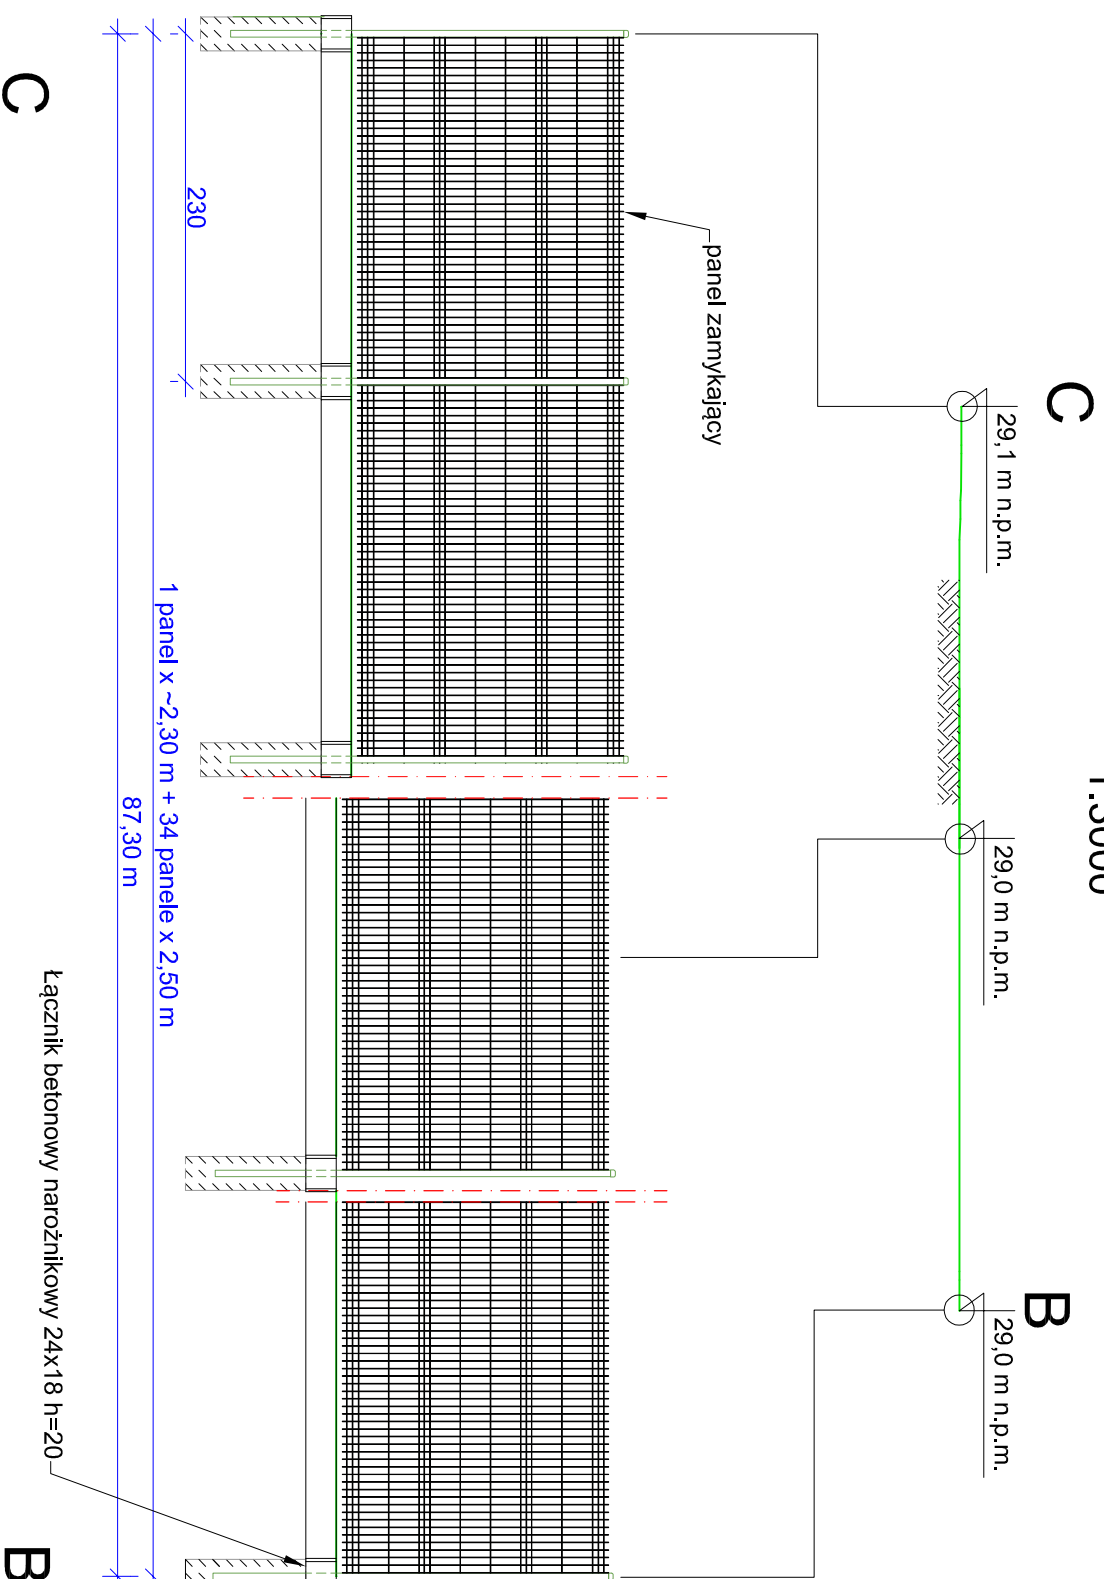 C
B
29,1 m n.p.m.
29,0 m n.p.m.
29,0 m n.p.m.
panel zamykający
230
1 panel x ~2,30 m + 34 panele x 2,50 m
87,30 m
Łącznik betonowy narożnikowy 24x18 h=20
C
B